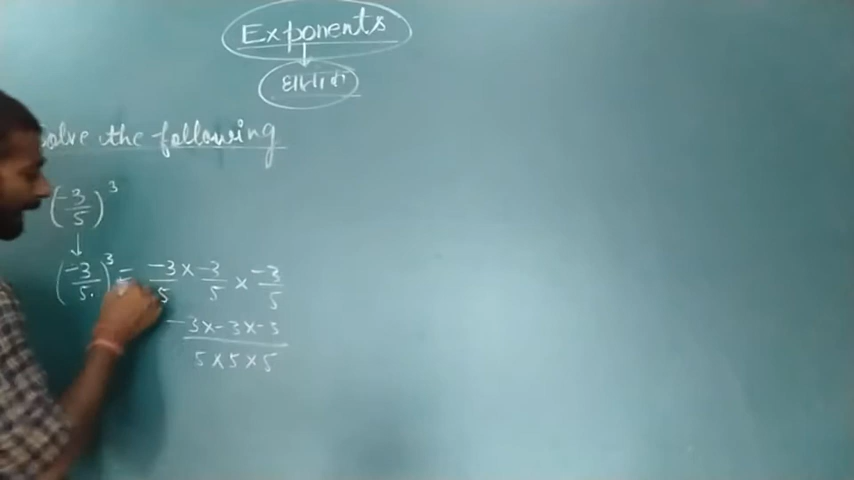 Exponents
घातांक
Solve the following
(-3/5)³
↓
(-3/5)³ = -3/5 × -3/5 × -3/5
-3×-3×-3
5×5×5